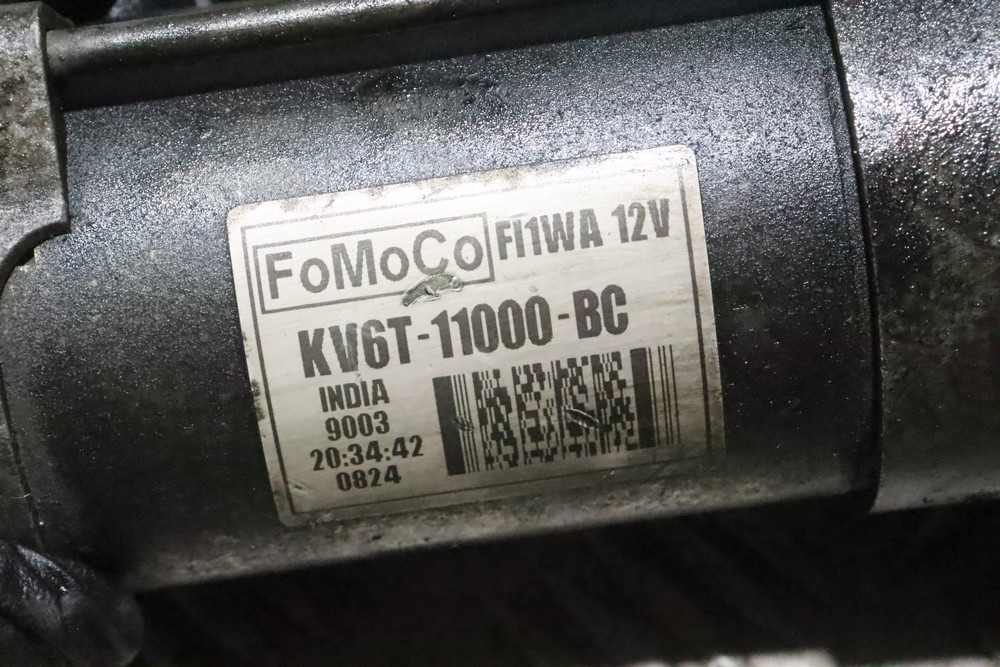 FoMoCo FI1WA 12V
KV6T-11000-BC
INDIA
9003
20:34:42
0824